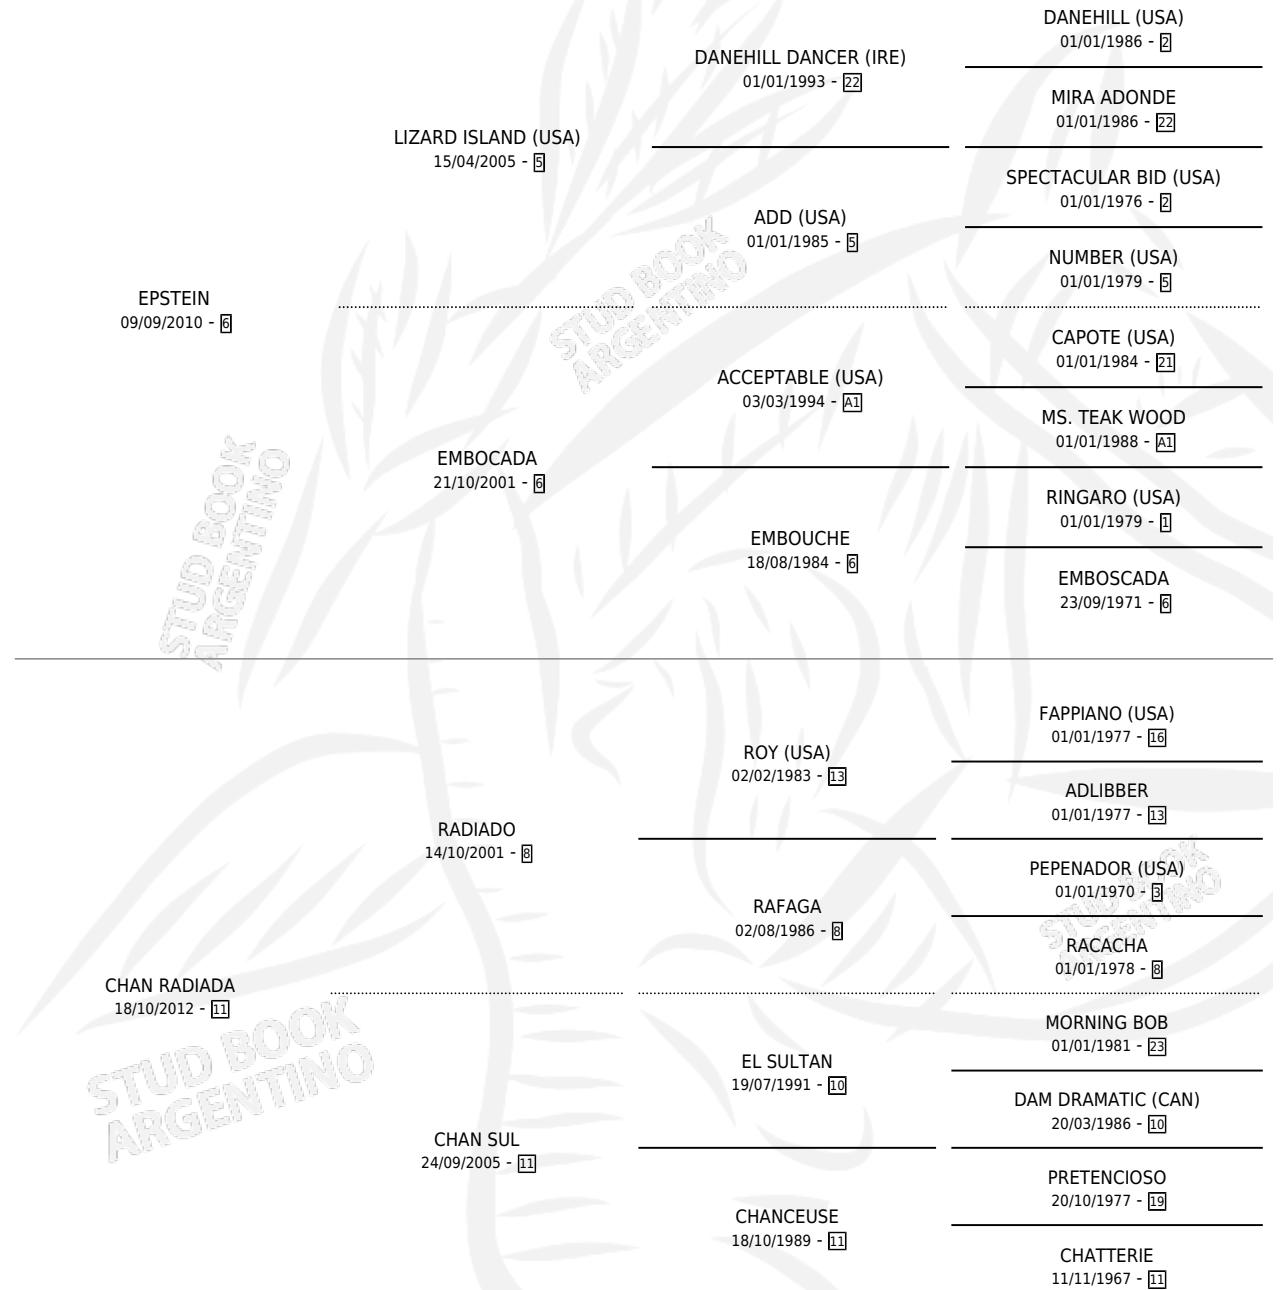 EPSTEIN
09/09/2010 - 6
LIZARD ISLAND (USA)
15/04/2005 - 5
EMBOCADA
21/10/2001 - 6
DANEHILL DANCER (IRE)
01/01/1993 - 22
ADD (USA)
01/01/1985 - 5
ACCEPTABLE (USA)
03/03/1994 - A1
EMBOUCHE
18/08/1984 - 6
DANEHILL (USA)
01/01/1986 - 2
MIRA ADONDE
01/01/1986 - 22
SPECTACULAR BID (USA)
01/01/1976 - 2
NUMBER (USA)
01/01/1979 - 5
CAPOTE (USA)
01/01/1984 - 21
MS. TEAK WOOD
01/01/1988 - A1
RINGARO (USA)
01/01/1979 - 1
EMBOSCADA
23/09/1971 - 6
STUD BOOK
ARGENTINO
STUD BOOK
ARGENTINO
CHAN RADIADA
18/10/2012 - 11
RADIADO
14/10/2001 - 8
CHAN SUL
24/09/2005 - 11
ROY (USA)
02/02/1983 - 13
RAFAGA
02/08/1986 - 8
EL SULTAN
19/07/1991 - 10
CHANCEUSE
18/10/1989 - 11
FAPPIANO (USA)
01/01/1977 - 16
ADLIBBER
01/01/1977 - 13
PEPENADOR (USA)
01/01/1970 - 3
RACACHA
01/01/1978 - 8
MORNING BOB
01/01/1981 - 23
DAM DRAMATIC (CAN)
20/03/1986 - 10
PRETENCIOSO
20/10/1977 - 19
CHATTERIE
11/11/1967 - 11
STUD BOOK
ARGENTINO
STUD BOOK
ARGENTINO